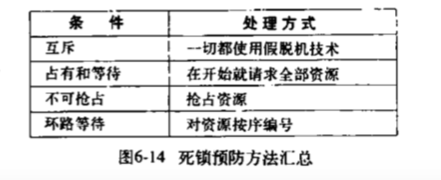 条 件 处理方式
互斥 一切都使用假脱机技术
占有和等待 在开始就请求全部资源
不可抢占 抢占资源
环路等待 对资源按序编号
图6-14 死锁预防方法汇总